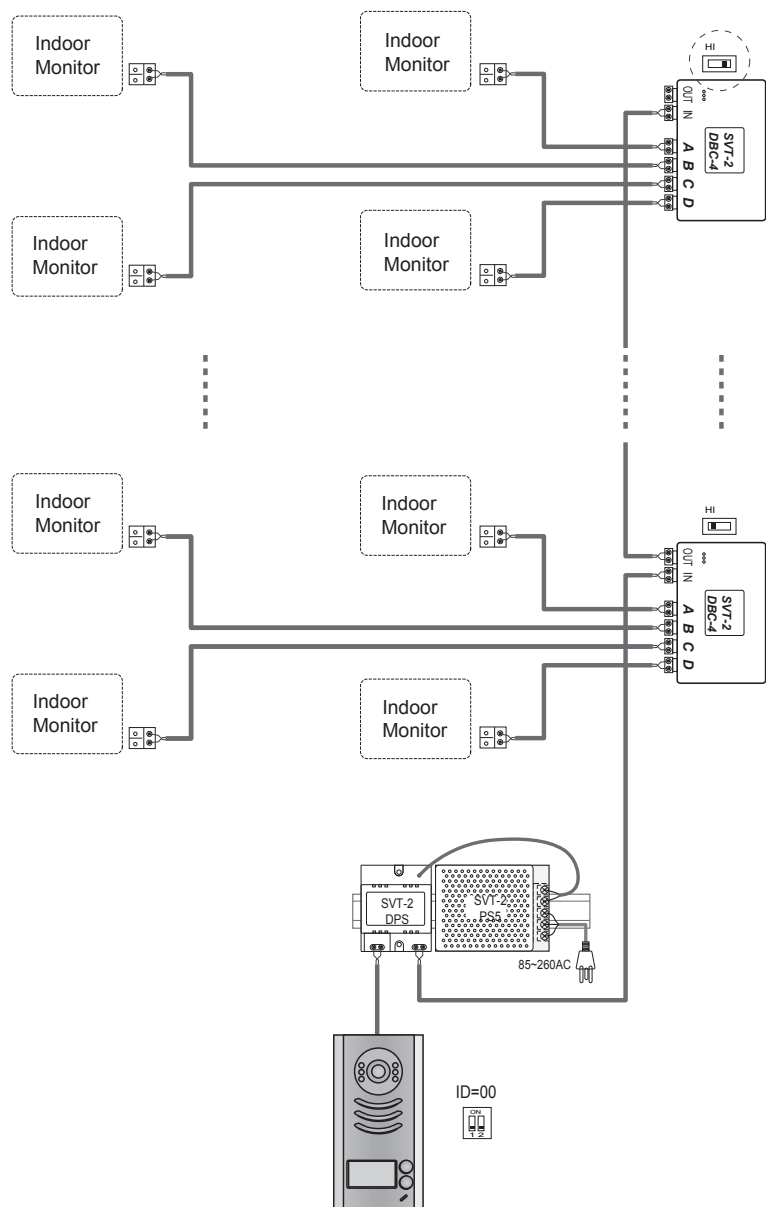 Indoor
Monitor
Indoor
Monitor
HI
OUT IN
A B C D
SVT-2
DBC-4
Indoor
Monitor
Indoor
Monitor
Indoor
Monitor
Indoor
Monitor
HI
OUT IN
A B C D
SVT-2
DBC-4
Indoor
Monitor
Indoor
Monitor
SVT-2
DPS
SVT-2
PS5
85~260AC
ID=00
ON
1 2